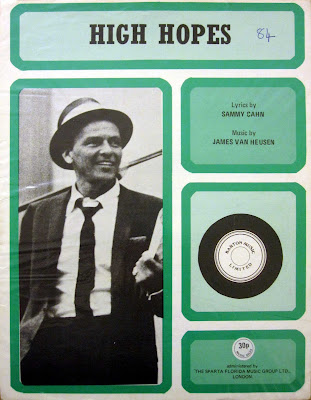 HIGH HOPES
84
Lyrics by
SAMMY CAHN
Music by
JAMES VAN HEUSEN
BARTON MUSIC
LIMITED
30p
administered by
THE SPARTA FLORIDA MUSIC GROUP LTD.,
LONDON.